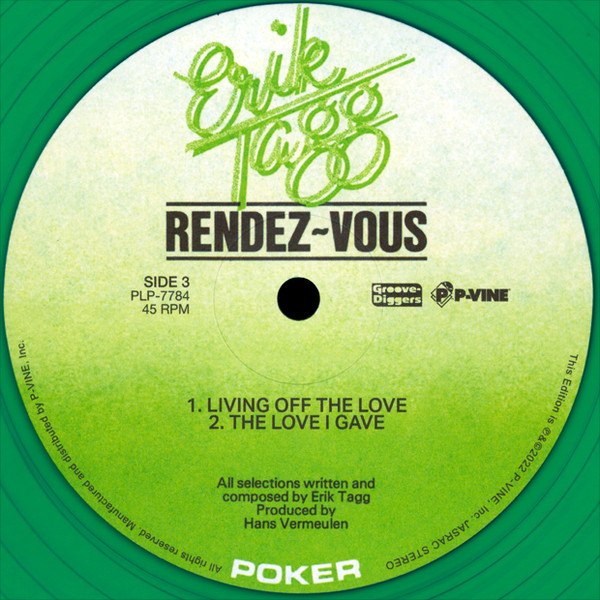 Erik
Tagg
RENDEZ~VOUS
SIDE 3
PLP-7784
45 RPM
Groove-
Diggers
P P-VINE
1. LIVING OFF THE LOVE
2. THE LOVE I GAVE
All selections written and
composed by Erik Tagg
Produced by
Hans Vermeulen
All rights reserved. Manufactured and distributed by P-VINE, Inc.
This Edition is ℗&©2022 P-VINE, Inc. JASRAC STEREO
POKER